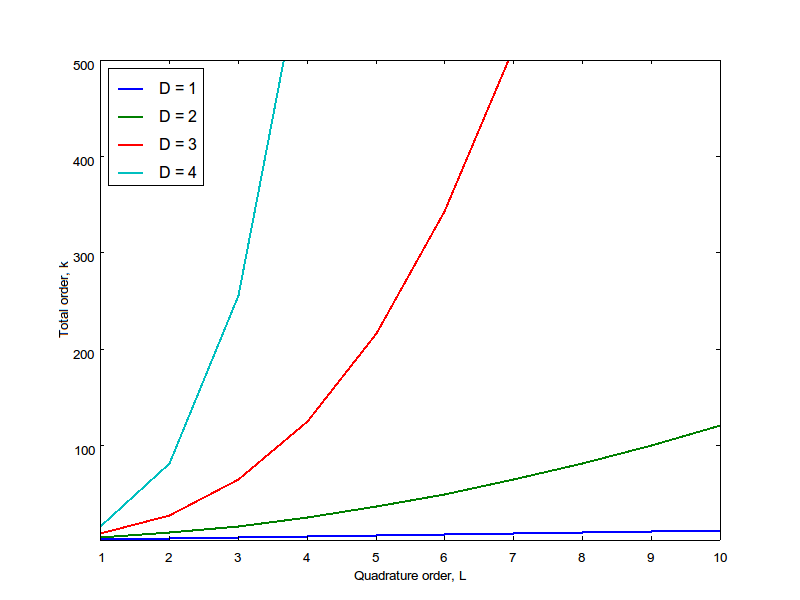 500
400
300
200
100
Total order, k
D = 1
D = 2
D = 3
D = 4
1 2 3 4 5 6 7 8 9 10
Quadrature order, L